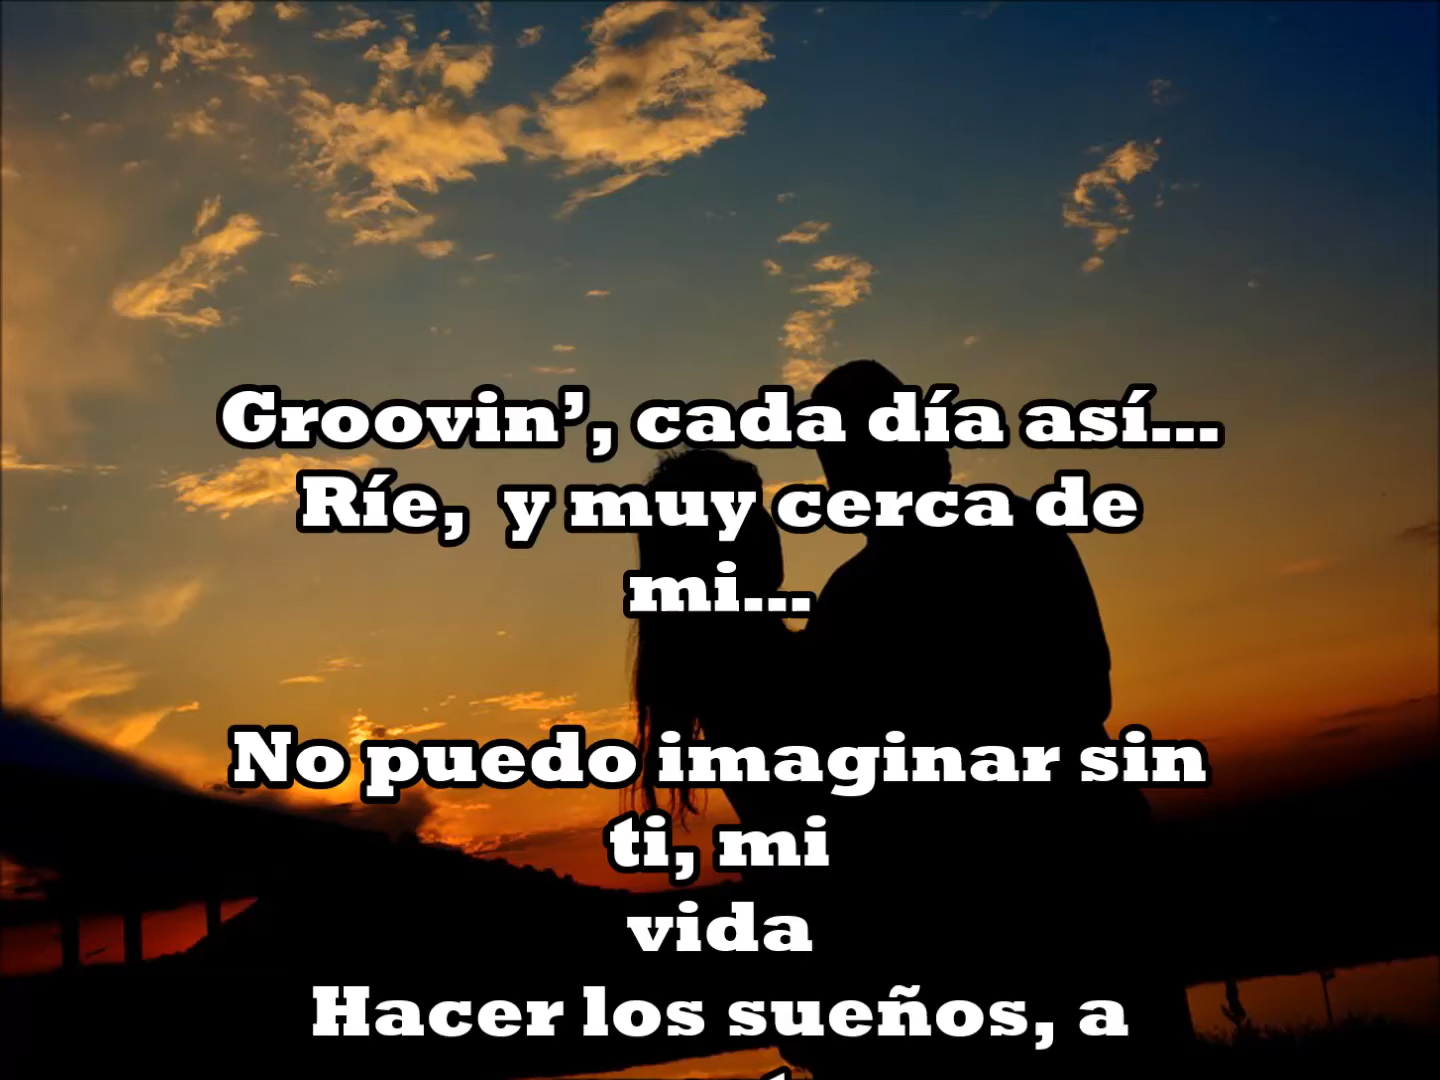 Groovin’, cada día así...
Ríe,  y muy cerca de
mi...
No puedo imaginar sin
ti, mi
vida
Hacer los sueños, a